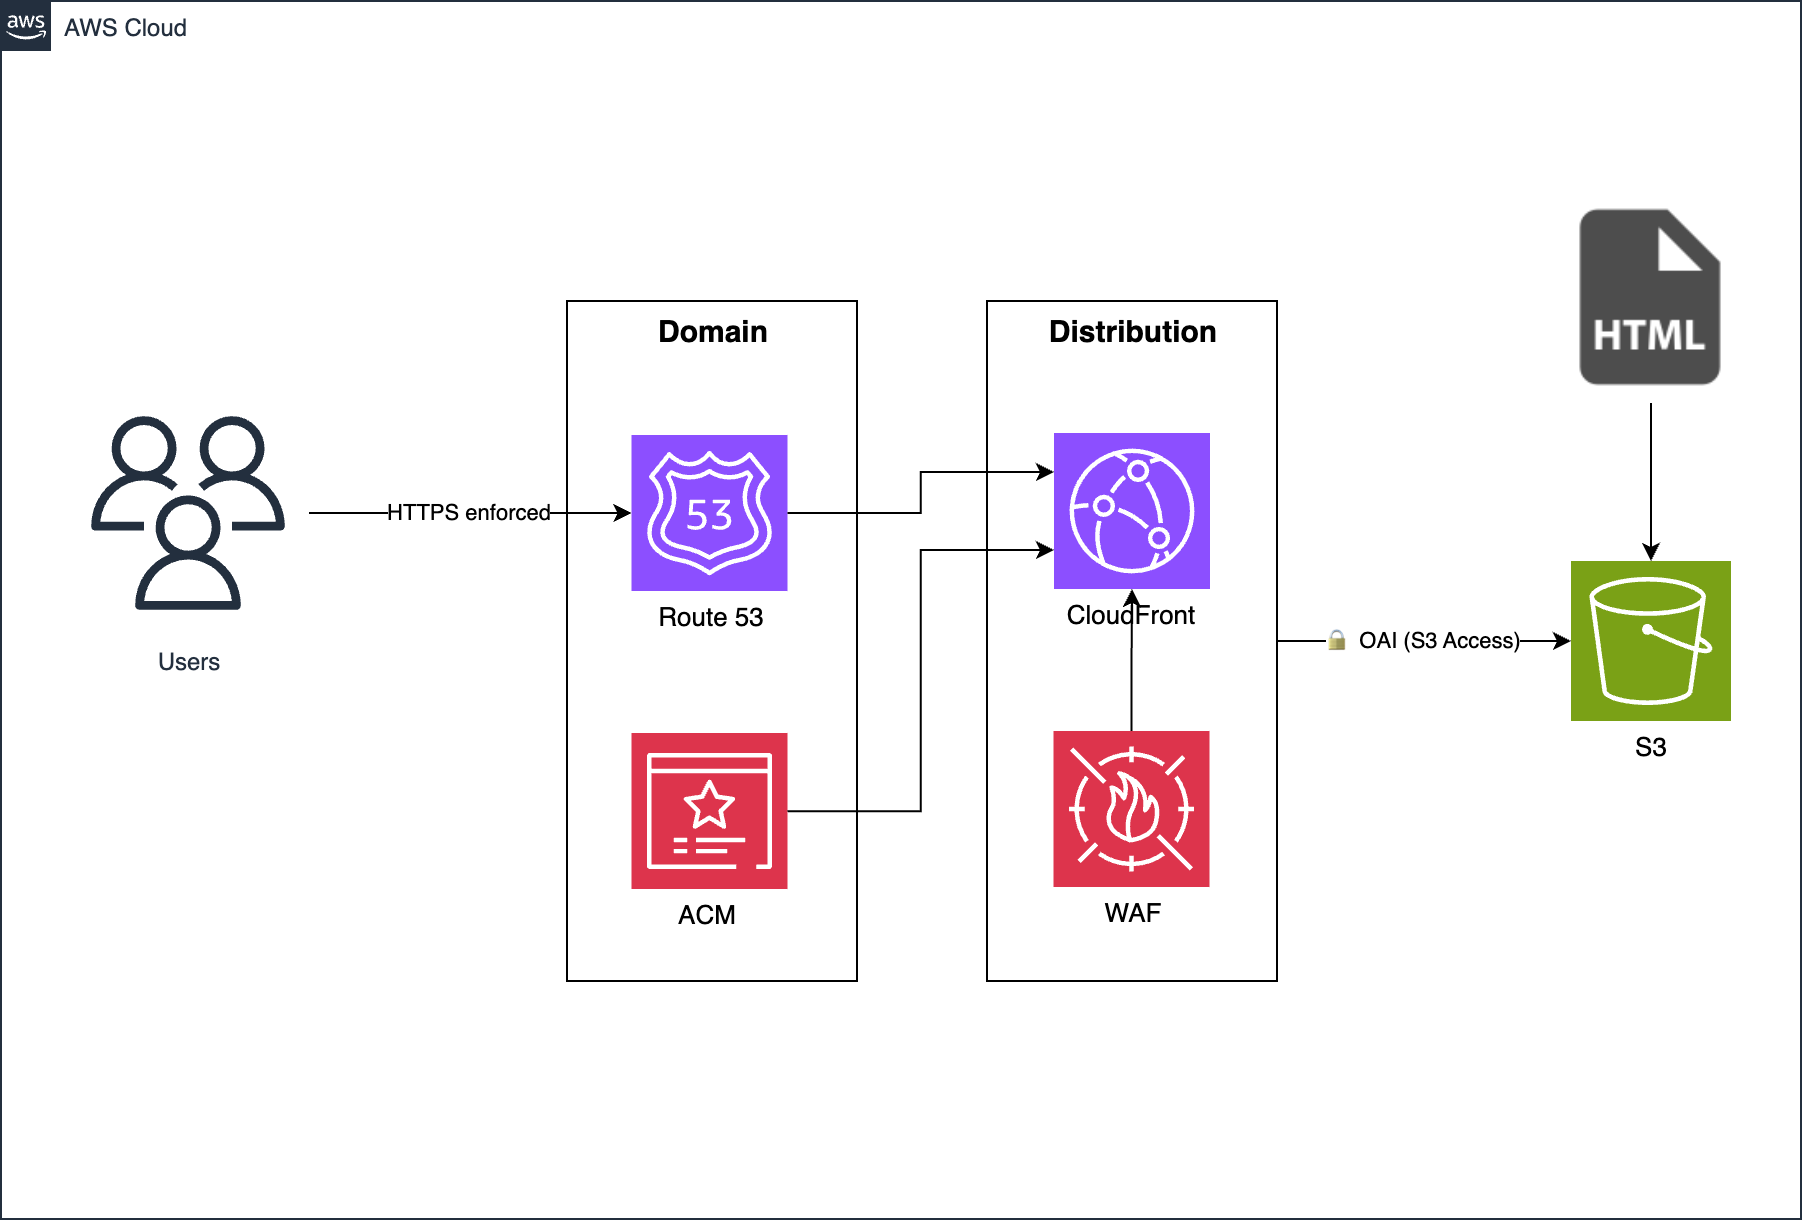 aws
AWS Cloud
Users
HTTPS enforced
Domain
53
Route 53
ACM
Distribution
CloudFront
WAF
🔒 OAI (S3 Access)
HTML
S3